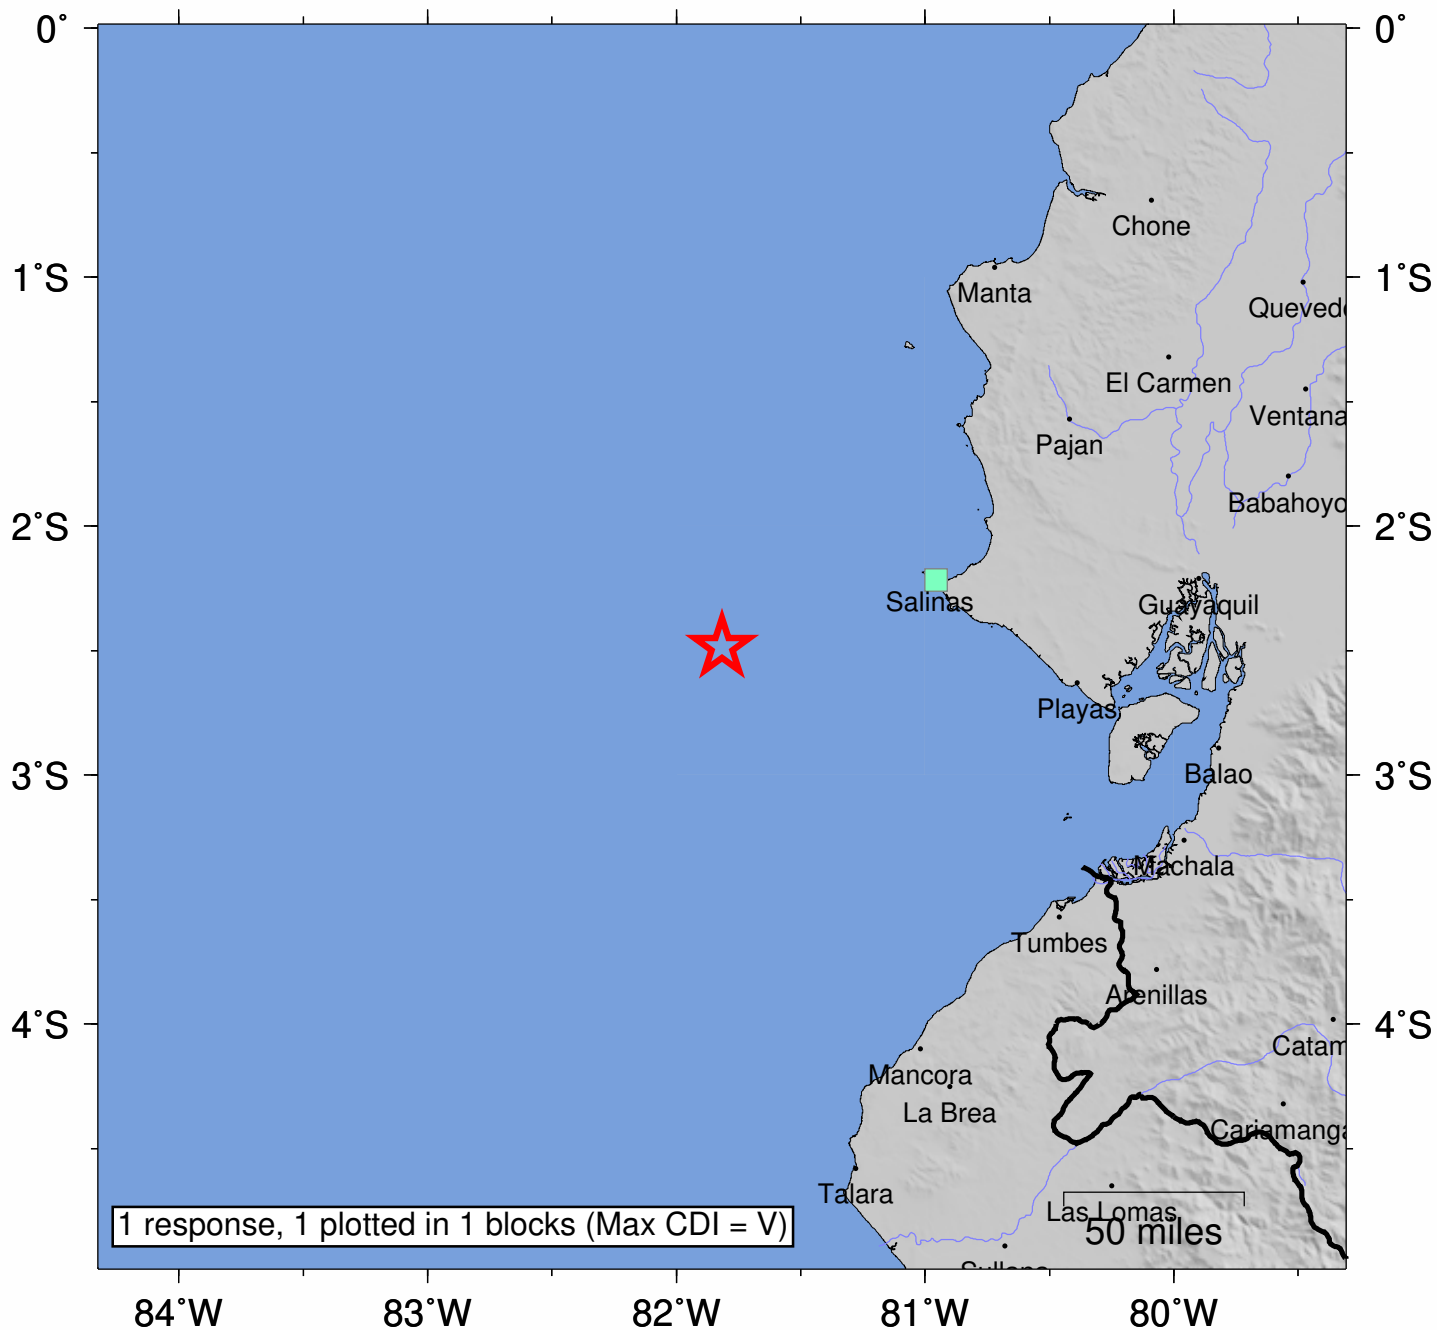 0°
0°
Chone
1°S
1°S
Manta
Queved
El Carmen
Ventana
Pajan
Babahoyo
2°S
2°S
Salinas
Guayaquil
Playas
3°S
3°S
Balao
Machala
Tumbes
Arenillas
4°S
4°S
Catam
Mancora
La Brea
Cariamanga
Talara
Las Lomas
1 response, 1 plotted in 1 blocks (Max CDI = V)
50 miles
Sullana
84°W
83°W
82°W
81°W
80°W